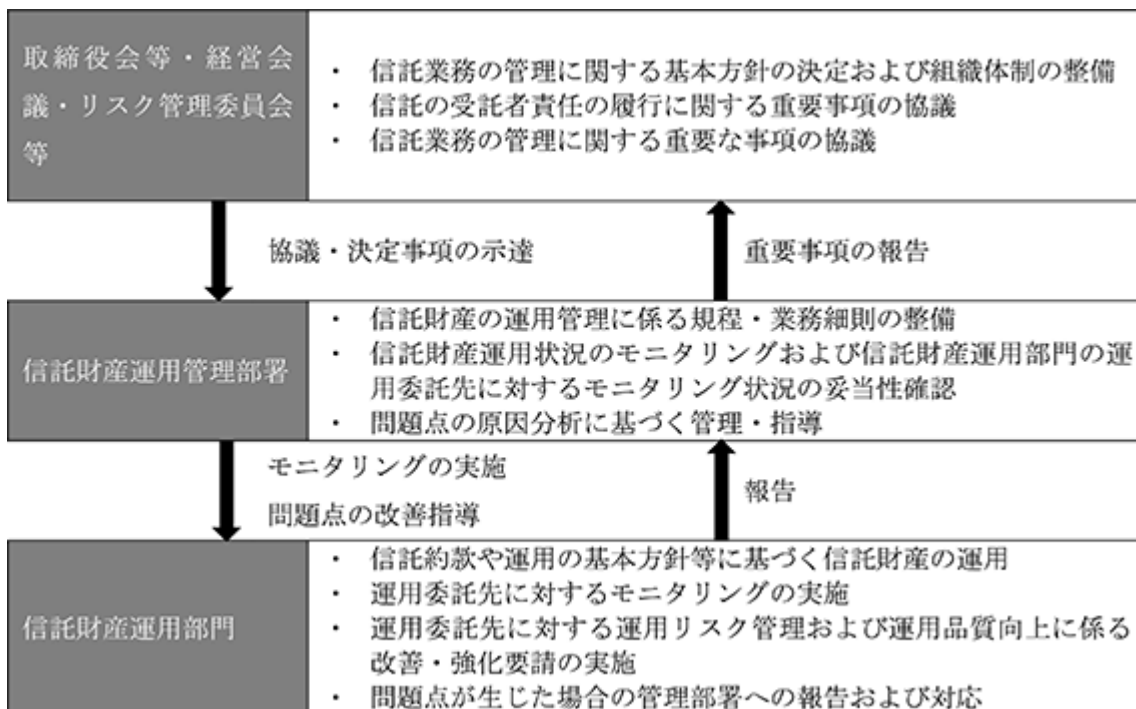 取締役会等・経営会
議・リスク管理委員会
等
・ 信託業務の管理に関する基本方針の決定および組織体制の整備
・ 信託の受託者責任の履行に関する重要事項の協議
・ 信託業務の管理に関する重要な事項の協議
協議・決定事項の示達
重要事項の報告
信託財産運用管理部署
・ 信託財産の運用管理に係る規程・業務細則の整備
・ 信託財産運用状況のモニタリングおよび信託財産運用部門の運
用委託先に対するモニタリング状況の妥当性確認
・ 問題点の原因分析に基づく管理・指導
モニタリングの実施
問題点の改善指導
報告
信託財産運用部門
・ 信託約款や運用の基本方針等に基づく信託財産の運用
・ 運用委託先に対するモニタリングの実施
・ 運用委託先に対する運用リスク管理および運用品質向上に係る
改善・強化要請の実施
・ 問題点が生じた場合の管理部署への報告および対応